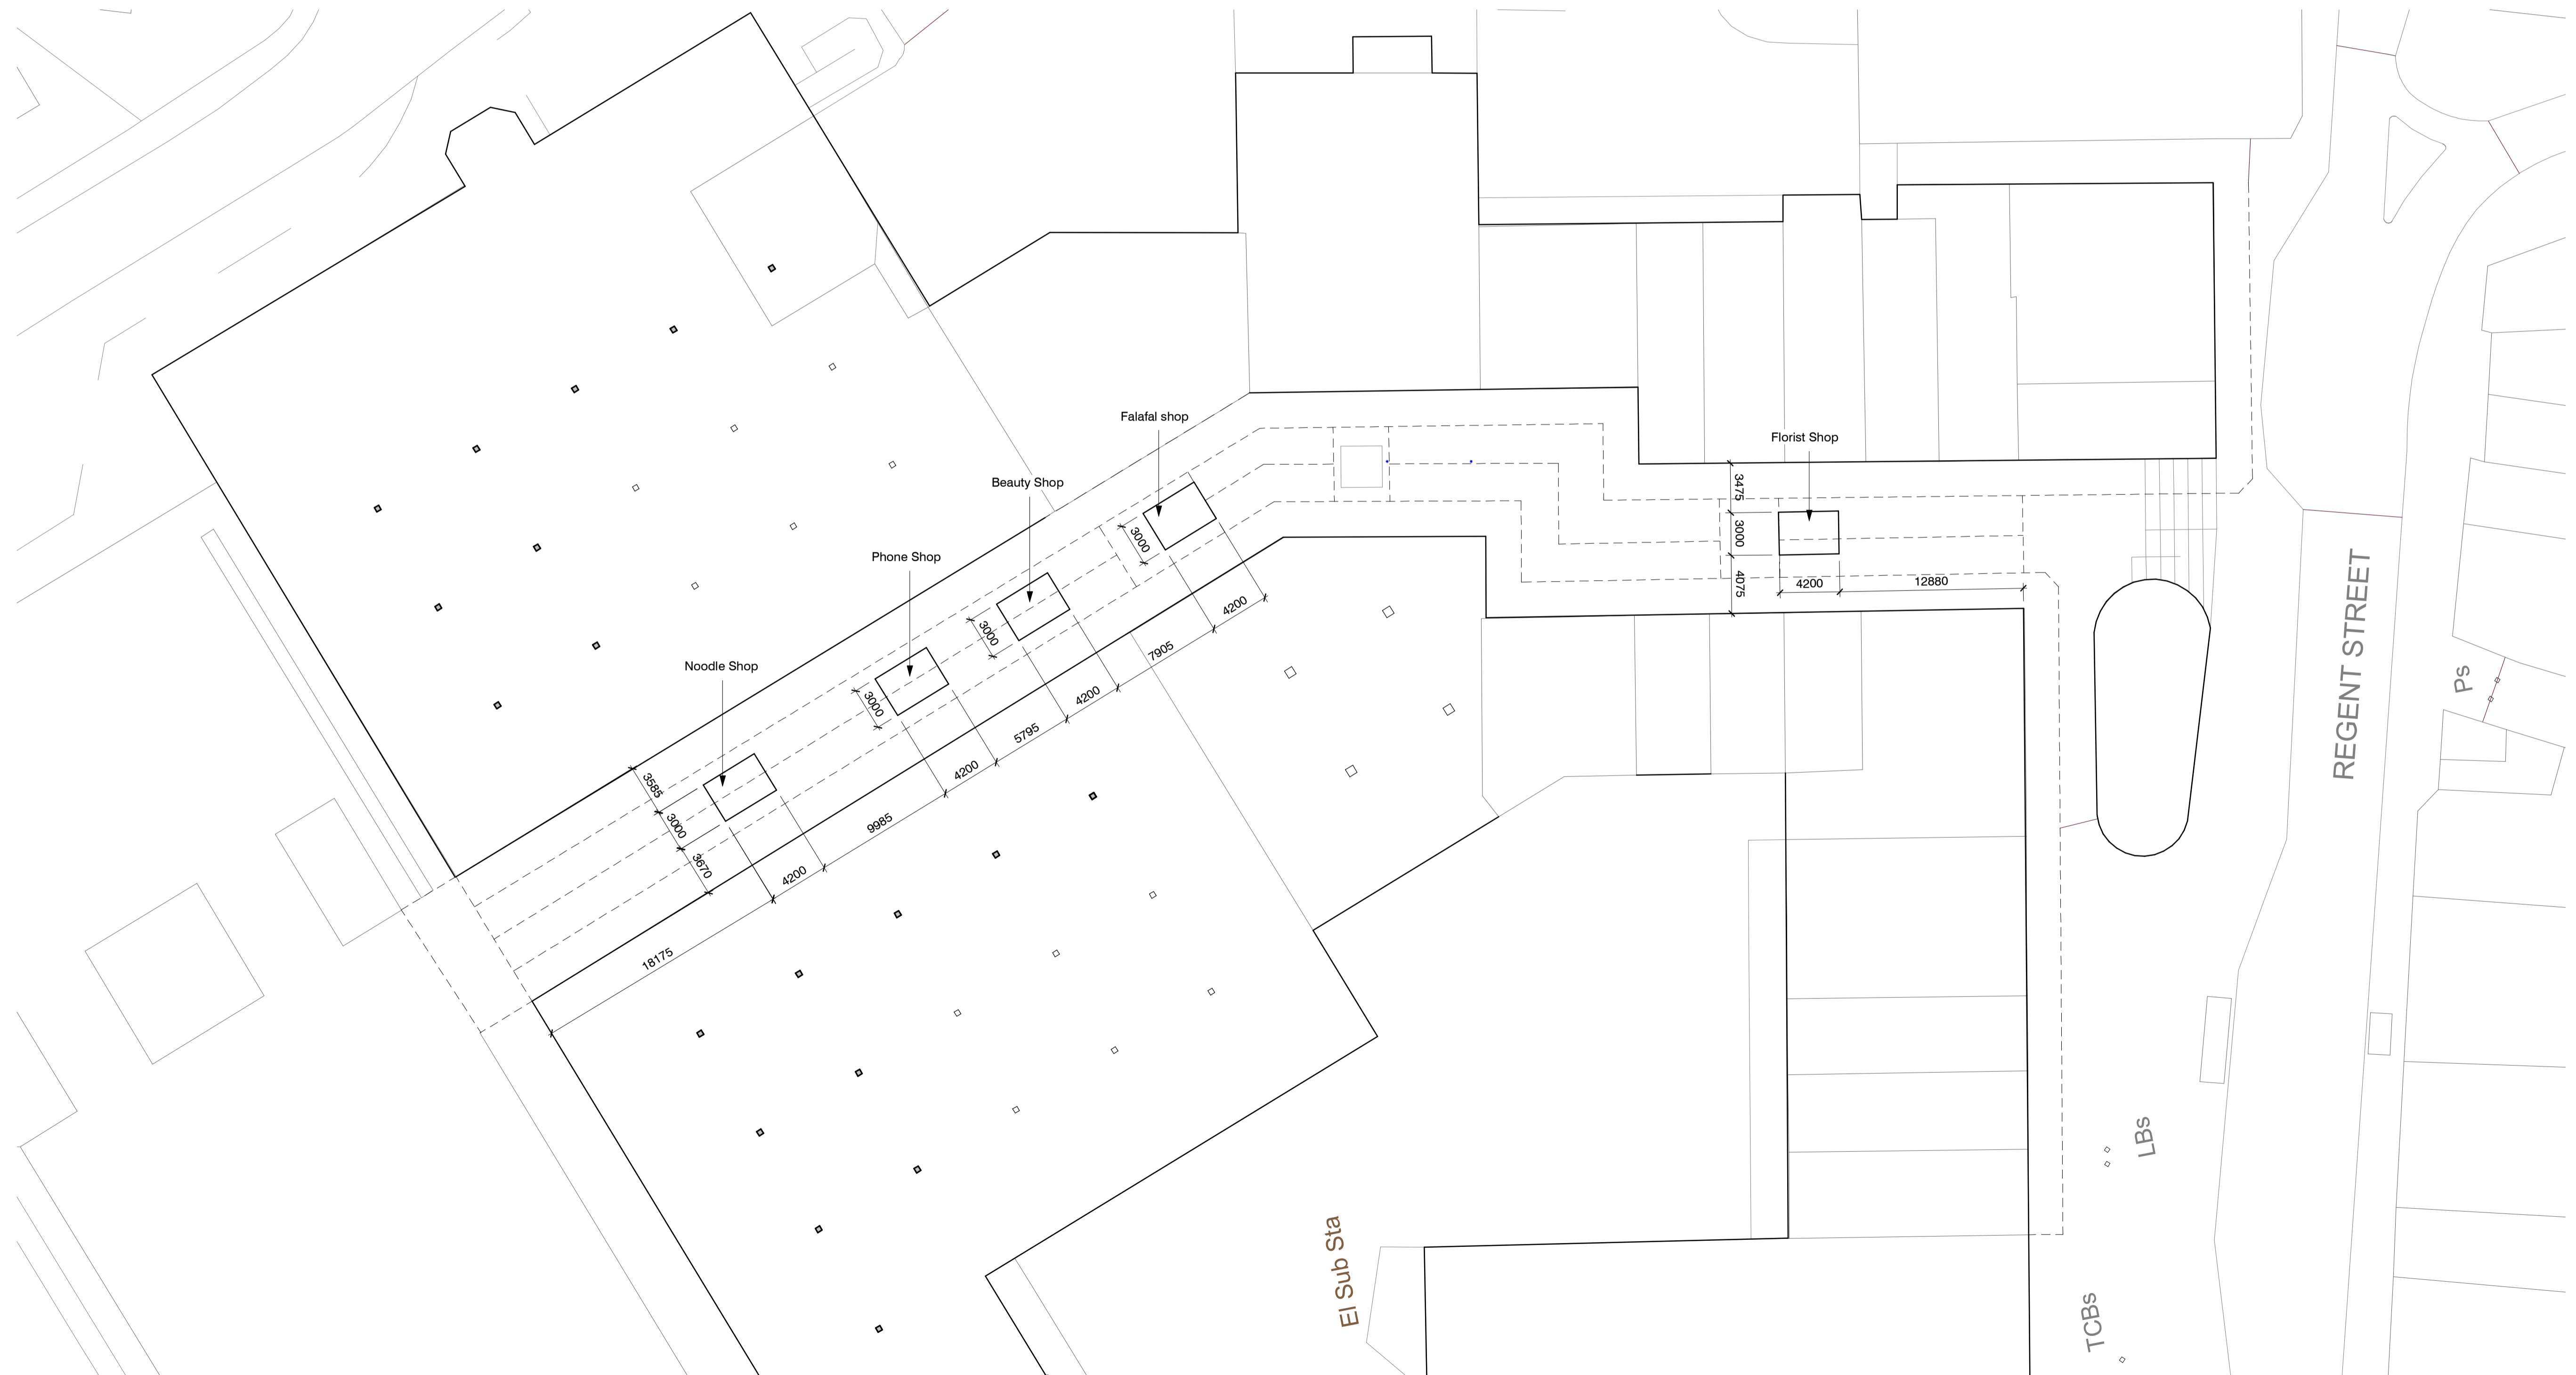 Falafal shop
Florist Shop
Beauty Shop
Phone Shop
Noodle Shop
3475
3000
4075
4200
12880
3000
4200
7905
3000
4200
5795
3000
4200
9985
3585
3000
3670
4200
18175
REGENT STREET
Ps
LBs
TCBs
El Sub Sta